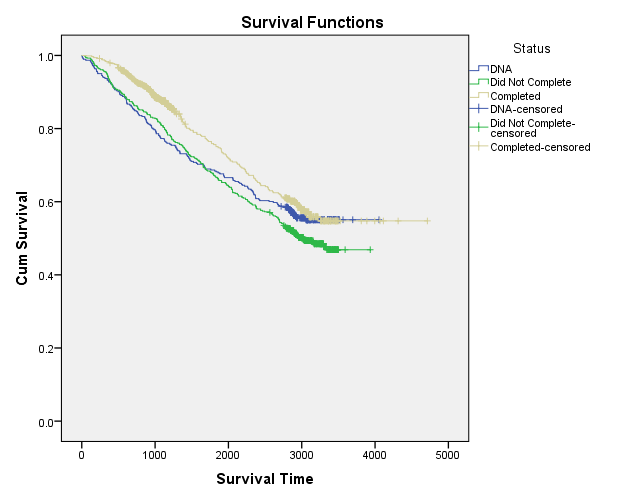 Survival Functions
Status
DNA
Did Not Complete
Completed
DNA-censored
Did Not Complete-
censored
Completed-censored
Cum Survival
1.0
0.8
0.6
0.4
0.2
0.0
0 1000 2000 3000 4000 5000
Survival Time